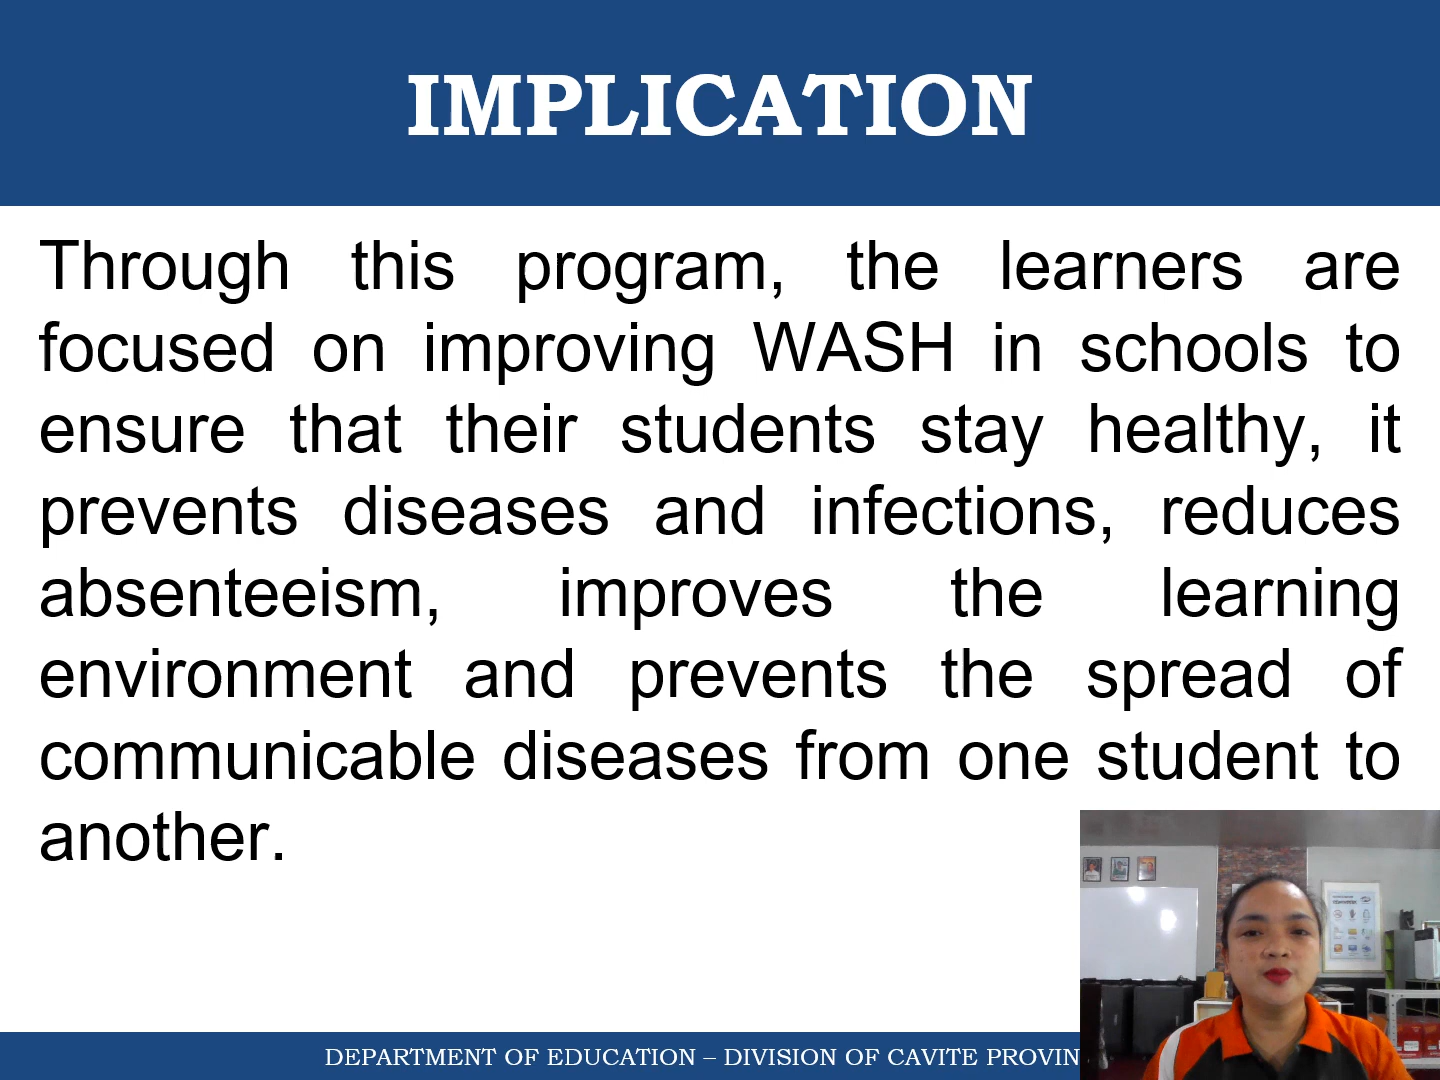 IMPLICATION
Through this program, the learners are
focused on improving WASH in schools to
ensure that their students stay healthy, it
prevents diseases and infections, reduces
absenteeism, improves the learning
environment and prevents the spread of
communicable diseases from one student to
another.
DEPARTMENT OF EDUCATION – DIVISION OF CAVITE PROVIN